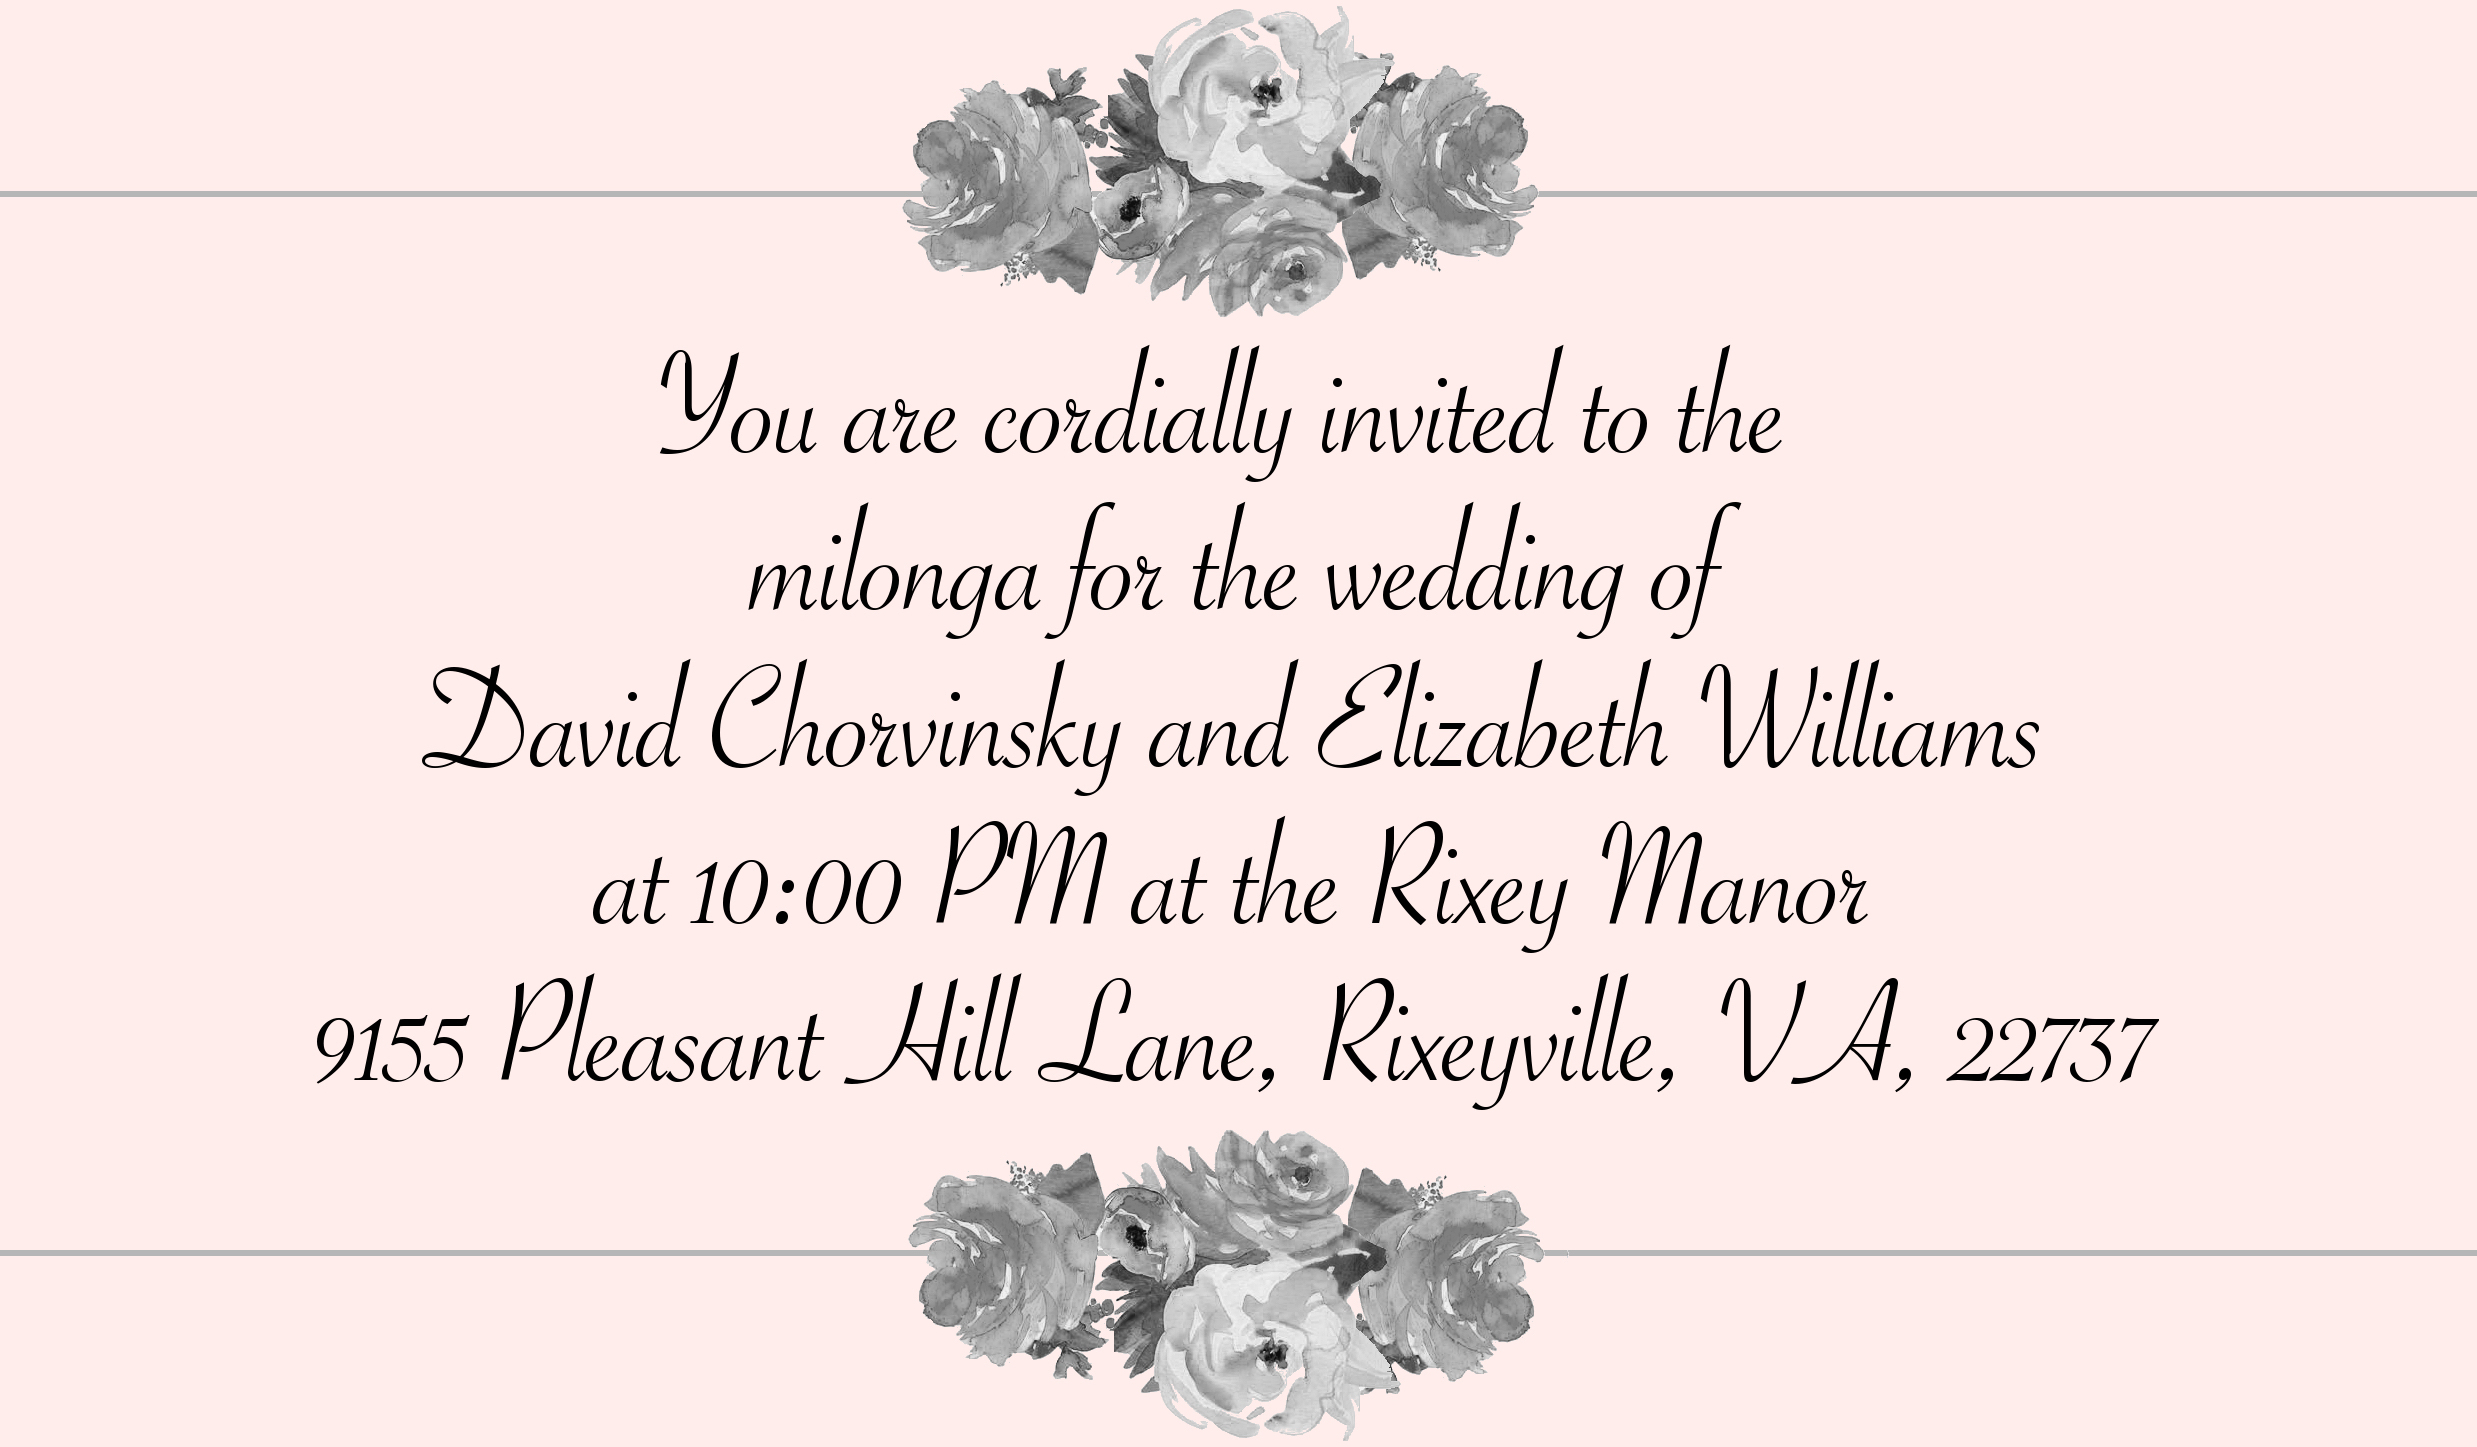 You are cordially invited to the
milonga for the wedding of
David Chorvinsky and Elizabeth Williams
at 10:00 PM at the Rixey Manor
9155 Pleasant Hill Lane, Rixeyville, VA, 22737